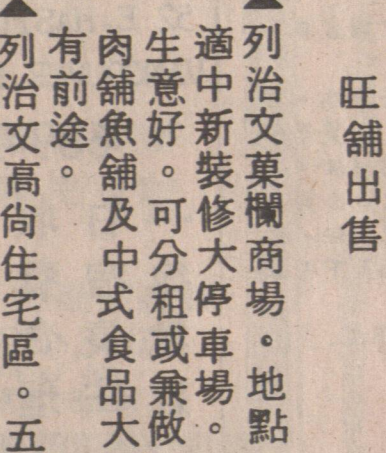 旺舖出售
▲列治文菓欄商場。地點
適中新裝修大停車場。
生意好。可分租或兼做
肉舖魚舖及中式食品大
有前途。
▲列治文高尚住宅區。五